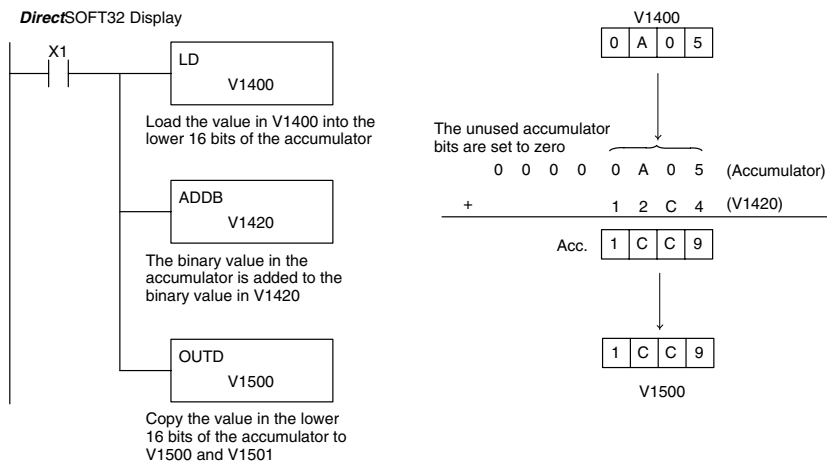 DirectSOFT32 Display
X1
LD
V1400
Load the value in V1400 into the
lower 16 bits of the accumulator
ADDB
V1420
The binary value in the
accumulator is added to the
binary value in V1420
OUTD
V1500
Copy the value in the lower
16 bits of the accumulator to
V1500 and V1501
V1400
0 A 0 5
The unused accumulator
bits are set to zero
0 0 0 0 0 A 0 5 (Accumulator)
+ 1 2 C 4 (V1420)
Acc. 1 C C 9
1 C C 9
V1500